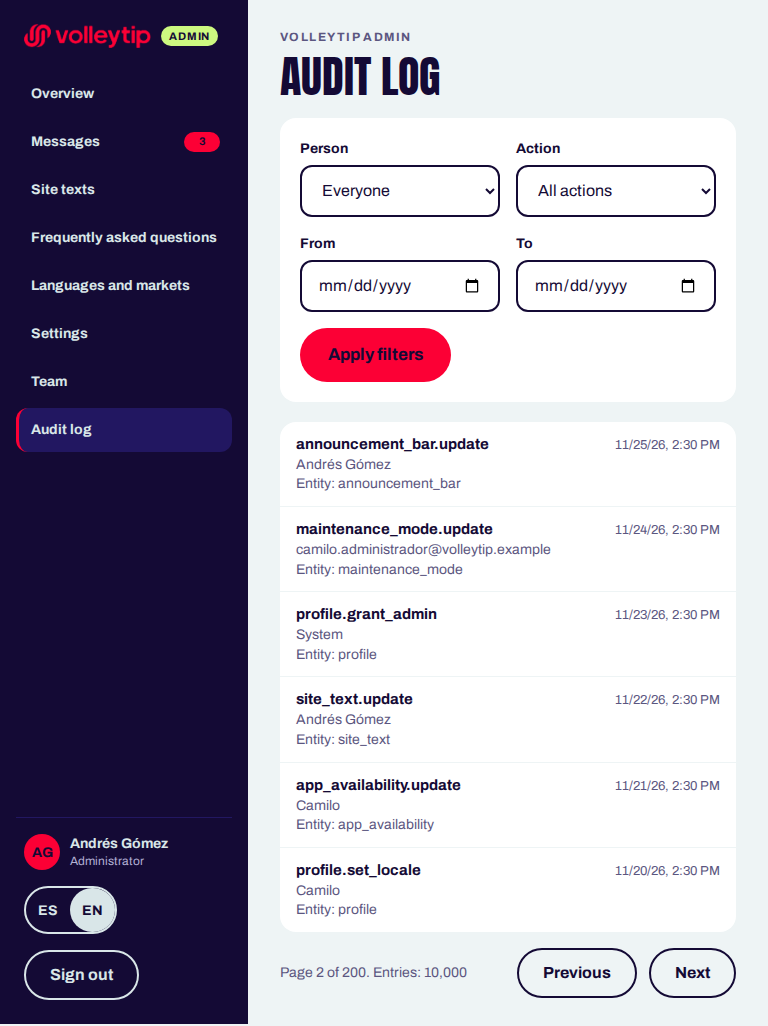 volleytip ADMIN
Overview
Messages 3
Site texts
Frequently asked questions
Languages and markets
Settings
Team
Audit log
AG Andrés Gómez
Administrator
ES EN
Sign out
VOLLEYTIP ADMIN
AUDIT LOG
Person Action
Everyone All actions
From To
mm/dd/yyyy mm/dd/yyyy
Apply filters
announcement_bar.update 11/25/26, 2:30 PM
Andrés Gómez
Entity: announcement_bar
maintenance_mode.update 11/24/26, 2:30 PM
camilo.administrador@volleytip.example
Entity: maintenance_mode
profile.grant_admin 11/23/26, 2:30 PM
System
Entity: profile
site_text.update 11/22/26, 2:30 PM
Andrés Gómez
Entity: site_text
app_availability.update 11/21/26, 2:30 PM
Camilo
Entity: app_availability
profile.set_locale 11/20/26, 2:30 PM
Camilo
Entity: profile
Page 2 of 200. Entries: 10,000 Previous Next